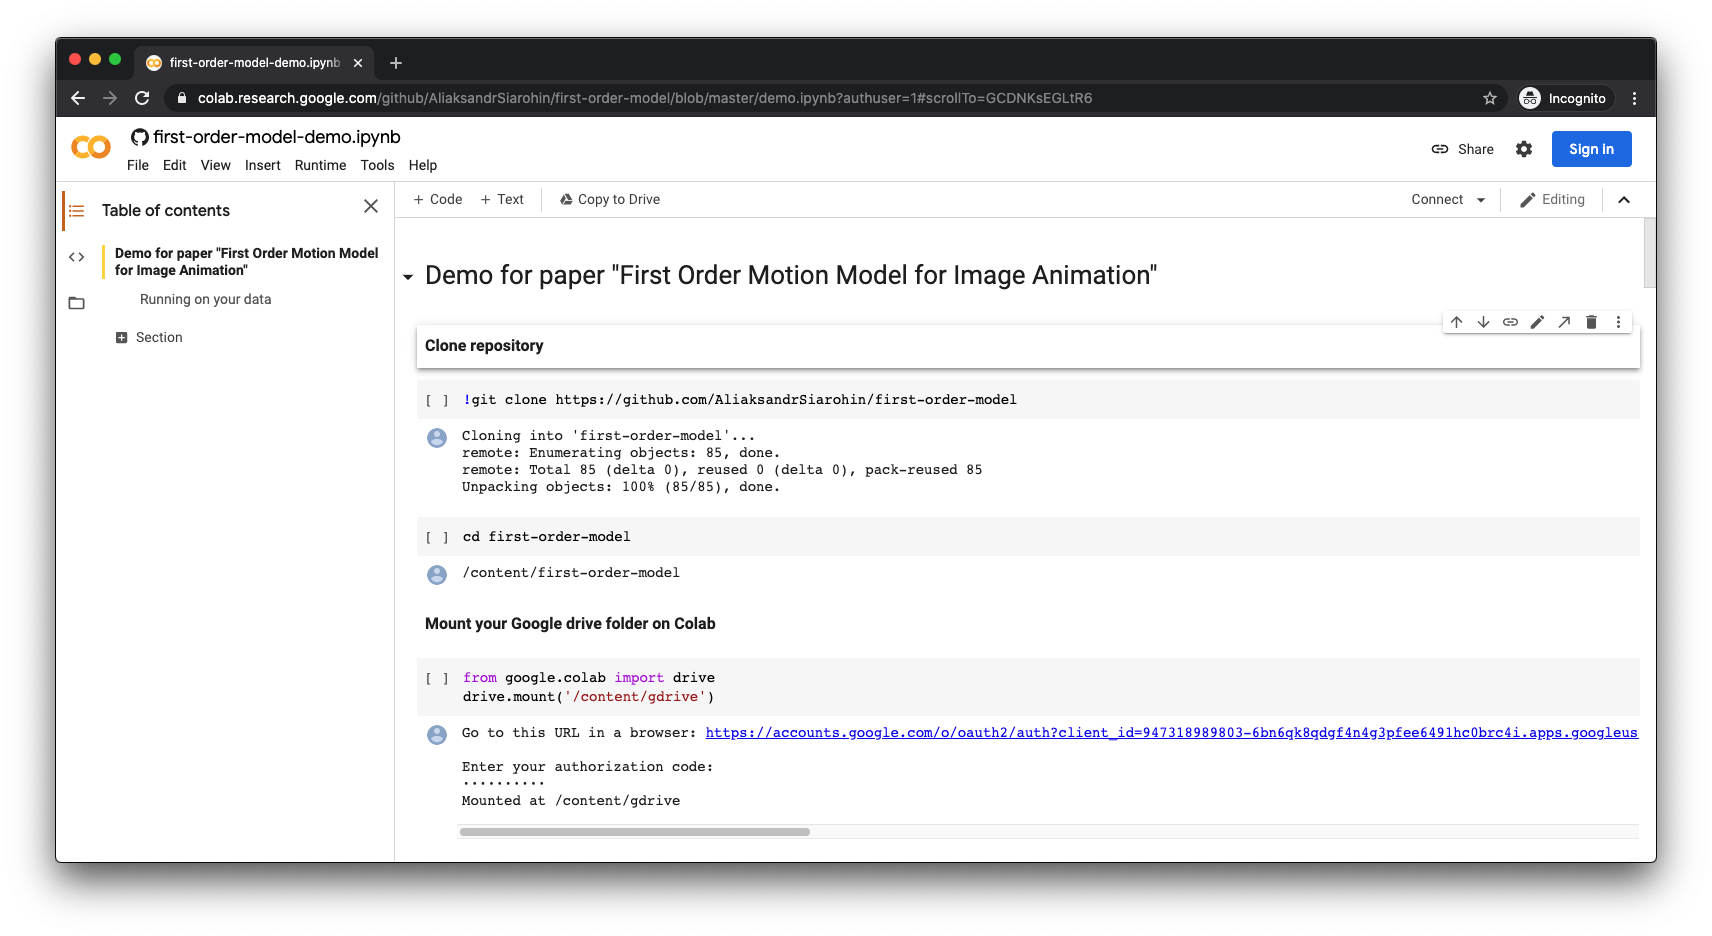 first-order-model-demo.ipynb
colab.research.google.com/github/AliaksandrSiarohin/first-order-model/blob/master/demo.ipynb?authuser=1#scrollTo=GCDNKsEGLtR6
Incognito
first-order-model-demo.ipynb
File Edit View Insert Runtime Tools Help
Share
Sign in
Table of contents
Demo for paper "First Order Motion Model
for Image Animation"
Running on your data
Section
+ Code + Text Copy to Drive
Connect
Editing
Demo for paper "First Order Motion Model for Image Animation"
Clone repository
[ ] !git clone https://github.com/AliaksandrSiarohin/first-order-model
Cloning into 'first-order-model'...
remote: Enumerating objects: 85, done.
remote: Total 85 (delta 0), reused 0 (delta 0), pack-reused 85
Unpacking objects: 100% (85/85), done.
[ ] cd first-order-model
/content/first-order-model
Mount your Google drive folder on Colab
[ ] from google.colab import drive
drive.mount('/content/gdrive')
Go to this URL in a browser: https://accounts.google.com/o/oauth2/auth?client_id=947318989803-6bn6qk8qdgf4n4g3pfee6491hc0brc4i.apps.googleus
Enter your authorization code:
··········
Mounted at /content/gdrive